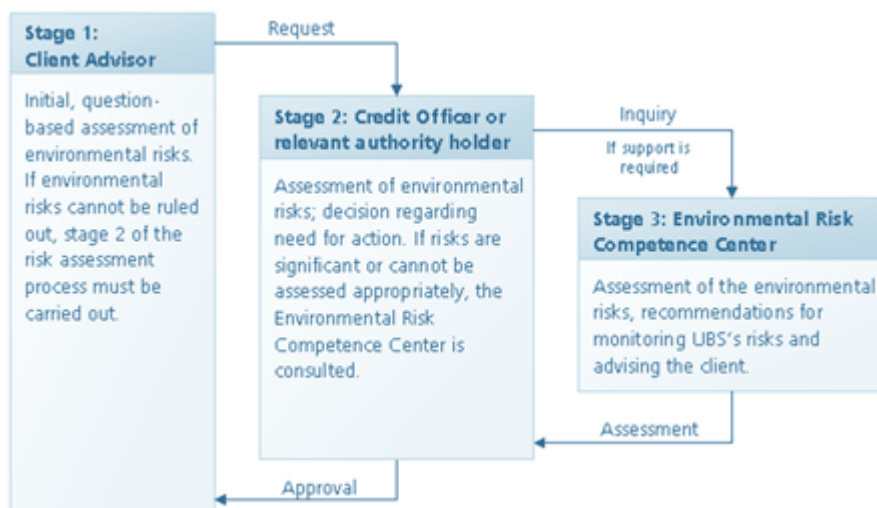 Stage 1:
Client Advisor
Initial, question-
based assessment of
environmental risks.
If environmental
risks cannot be ruled
out, stage 2 of the
risk assessment
process must be
carried out.
Request
Stage 2: Credit Officer or
relevant authority holder
Assessment of environmental
risks; decision regarding
need for action. If risks are
significant or cannot be
assessed appropriately, the
Environmental Risk
Competence Center is
consulted.
Inquiry
If support is
required
Stage 3: Environmental Risk
Competence Center
Assessment of the environmental
risks, recommendations for
monitoring UBS's risks and
advising the client.
Assessment
Approval